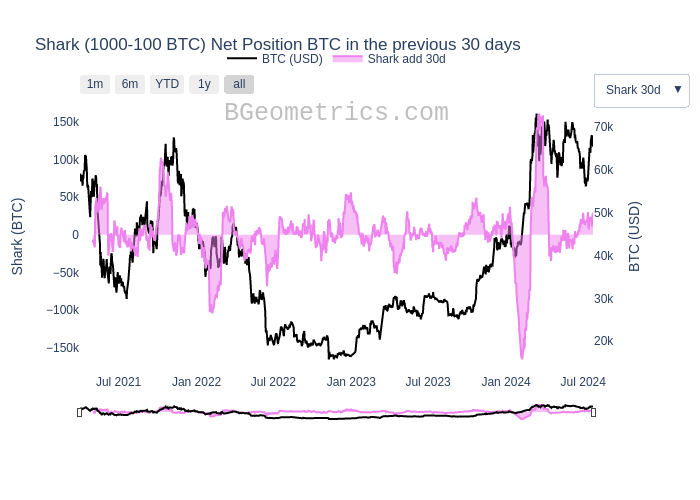 Shark (1000-100 BTC) Net Position BTC in the previous 30 days
BTC (USD) Shark add 30d
1m 6m YTD 1y all
Shark 30d ▼
BGeometrics.com
150k
100k
50k
0
−50k
−100k
−150k
Shark (BTC)
70k
60k
50k
40k
30k
20k
BTC (USD)
Jul 2021 Jan 2022 Jul 2022 Jan 2023 Jul 2023 Jan 2024 Jul 2024